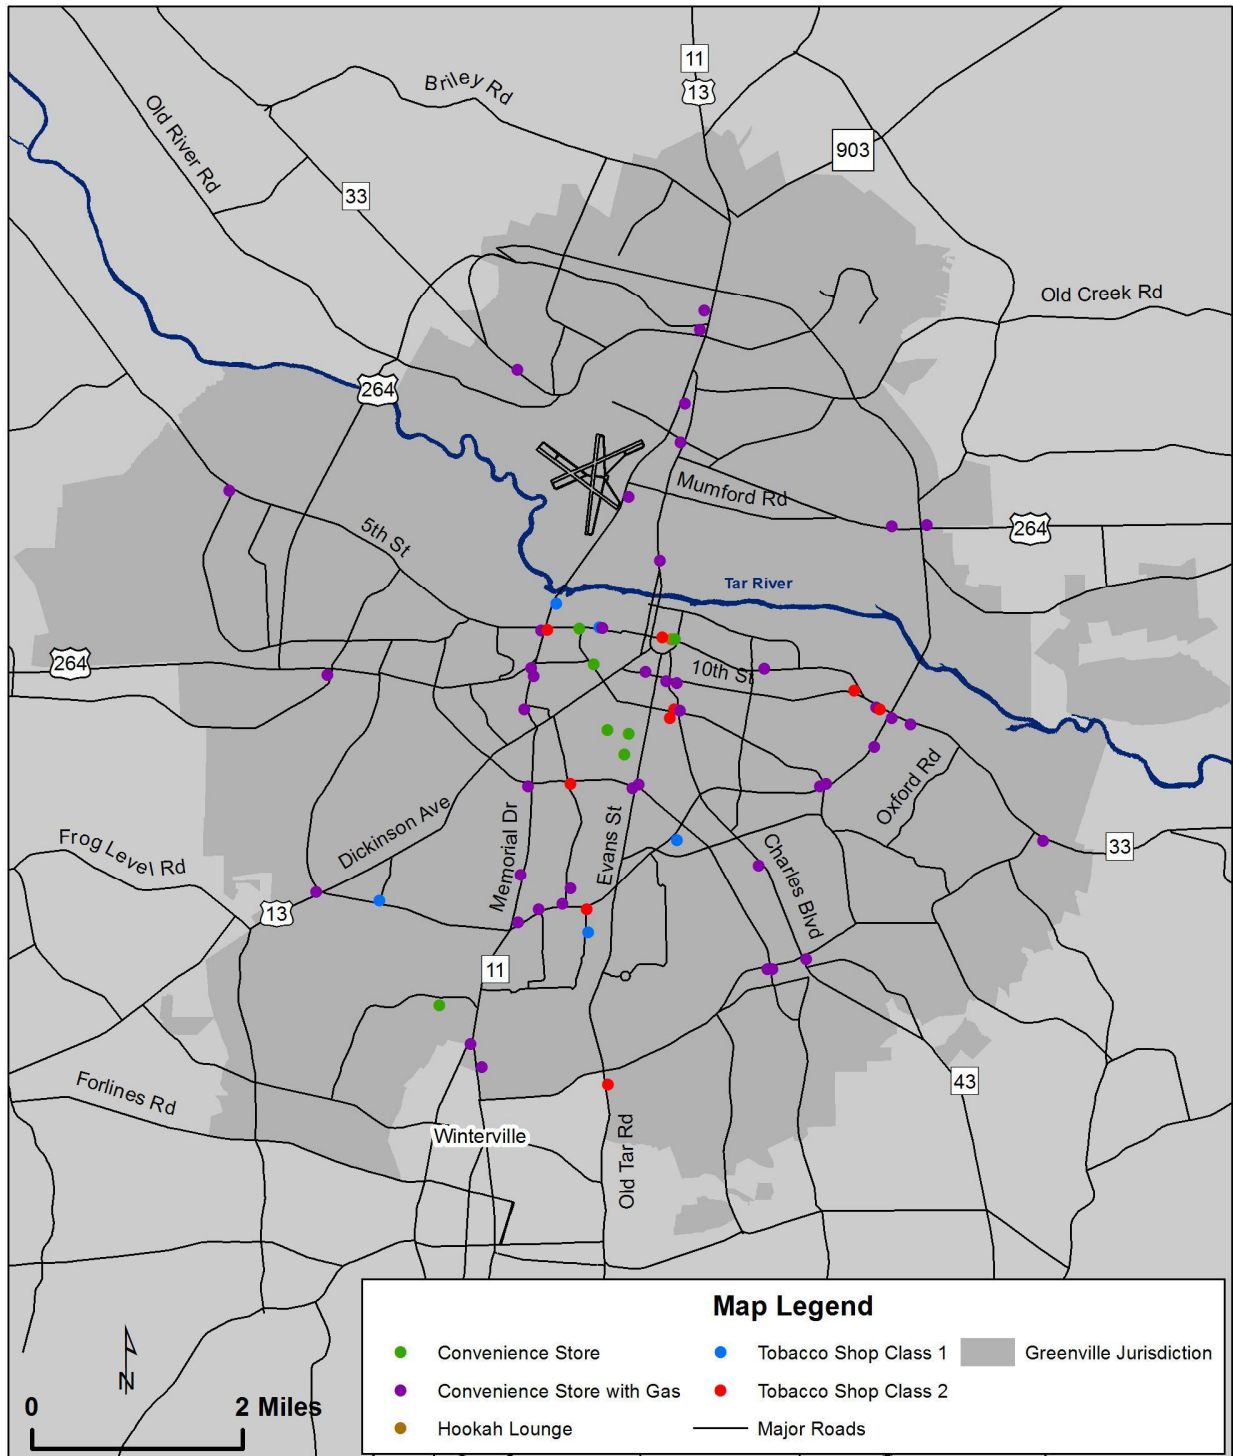 11
13
Briley Rd
903
Old River Rd
33
Old Creek Rd
264
Mumford Rd
264
5th St
Tar River
264
10th St
Oxford Rd
Dickinson Ave
Memorial Dr
Evans St
Charles Blvd
Frog Level Rd
33
13
11
43
Forlines Rd
Winterville
Old Tar Rd
Map Legend
Convenience Store
Tobacco Shop Class 1
Greenville Jurisdiction
Convenience Store with Gas
Tobacco Shop Class 2
Hookah Lounge
Major Roads
N
0 2 Miles